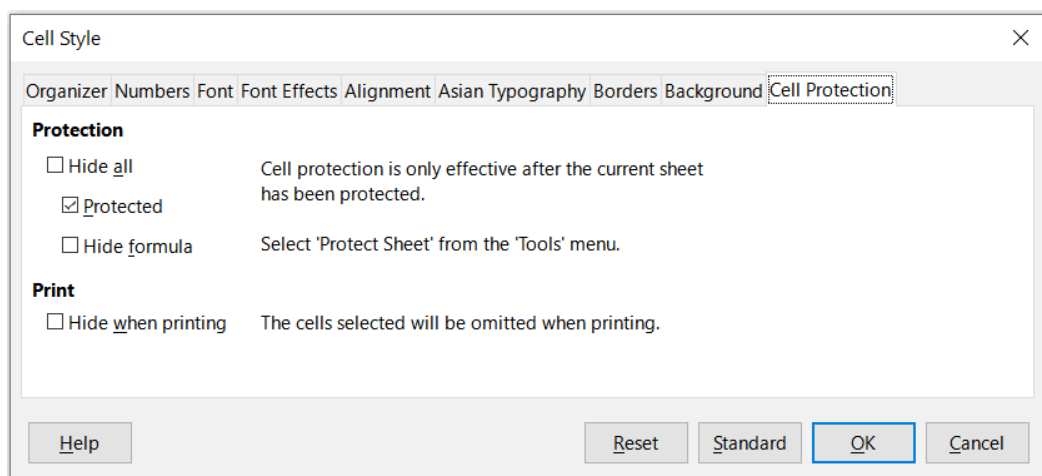 Cell Style
Organizer Numbers Font Font Effects Alignment Asian Typography Borders Background Cell Protection
Protection
Hide all
Cell protection is only effective after the current sheet
has been protected.
Protected
Hide formula
Select 'Protect Sheet' from the 'Tools' menu.
Print
Hide when printing
The cells selected will be omitted when printing.
Help Reset Standard OK Cancel